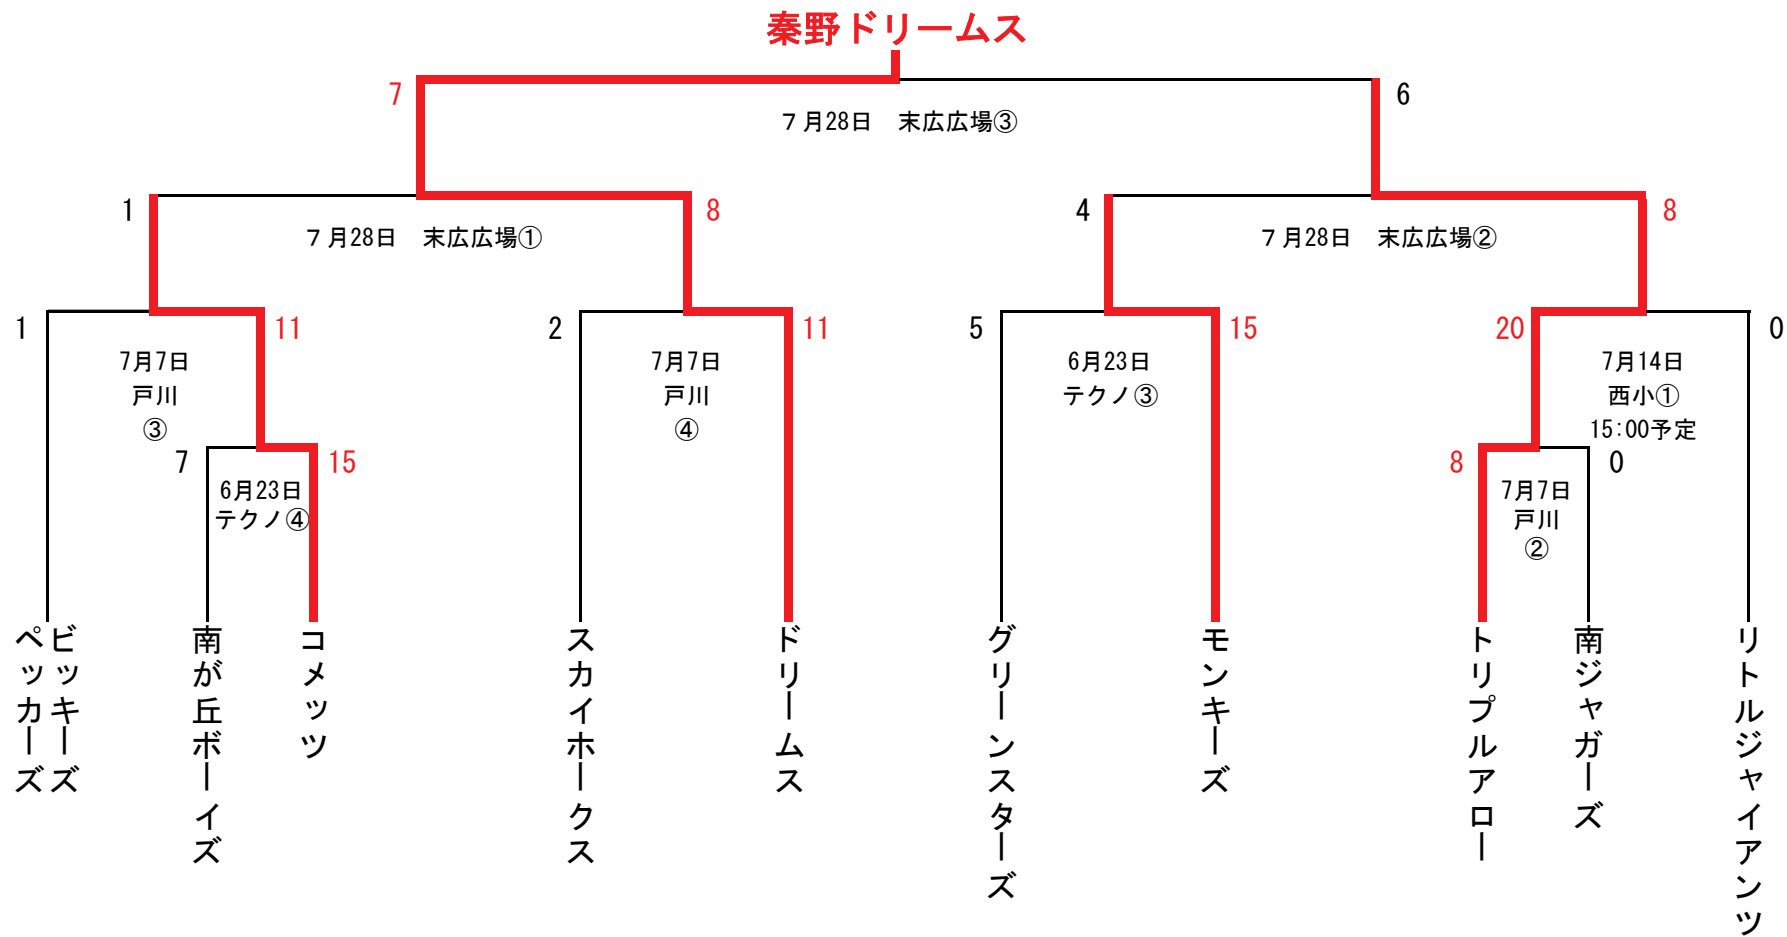 秦野ドリームス
7
6
７月28日　末広広場③
1
8
4
8
７月28日　末広広場①
７月28日　末広広場②
1
11
2
11
5
15
20
0
7月7日
戸川
③
7月7日
戸川
④
6月23日
テクノ③
7月14日
西小①
15:00予定
7
15
8
0
6月23日
テクノ④
7月7日
戸川
②
ビッキーズ
ペッカーズ
南が丘ボーイズ
コメッツ
スカイホークス
ドリームス
グリーンスターズ
モンキーズ
トリプルアロー
南ジャガーズ
リトルジャイアンツ